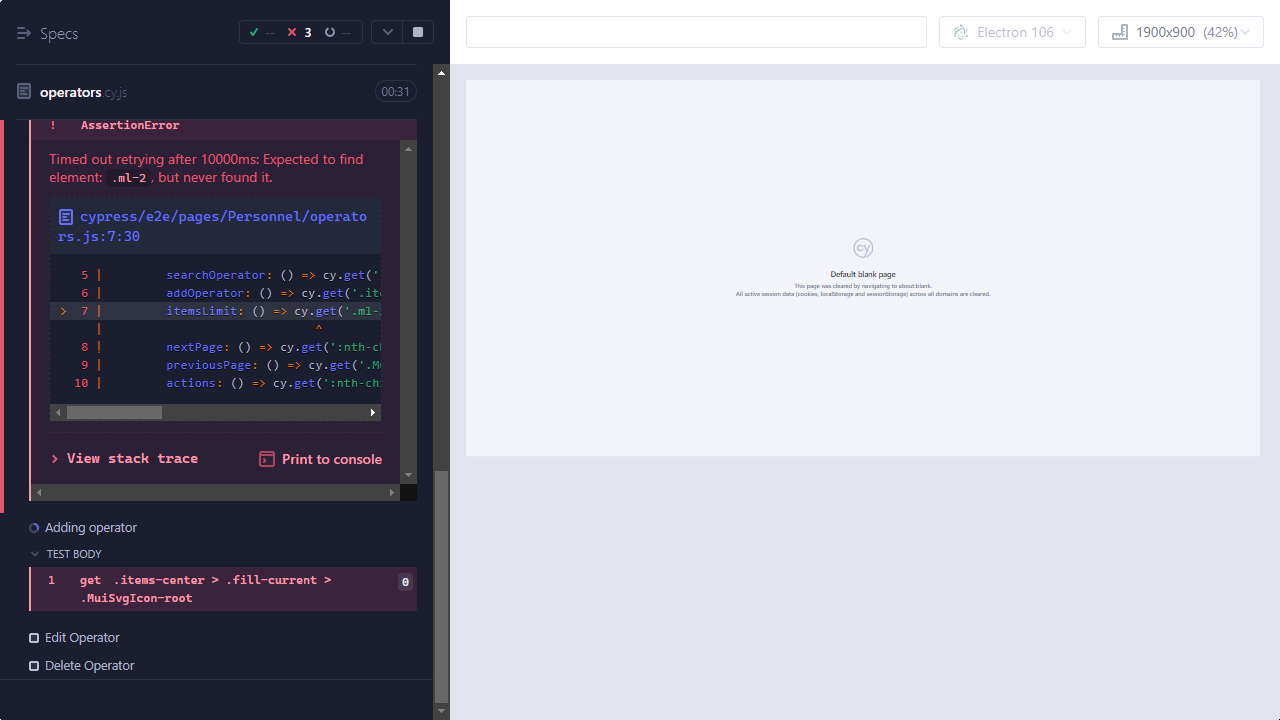 Specs
--
3
--
Electron 106
1900x900 (42%)
operators.cy.js
00:31
! AssertionError
Timed out retrying after 10000ms: Expected to find
element: .ml-2, but never found it.
cypress/e2e/pages/Personnel/operato
rs.js:7:30
5 | searchOperator: () => cy.get('
6 | addOperator: () => cy.get('.ite
> 7 | itemsLimit: () => cy.get('.ml-
| ^
8 | nextPage: () => cy.get(':nth-ch
9 | previousPage: () => cy.get('.Mu
10 | actions: () => cy.get(':nth-chi
> View stack trace
Print to console
Adding operator
TEST BODY
1 get .items-center > .fill-current >
.MuiSvgIcon-root
0
Edit Operator
Delete Operator
cy
Default blank page
This page was cleared by navigating to about:blank.
All active session data (cookies, localStorage and sessionStorage) across all domains are cleared.